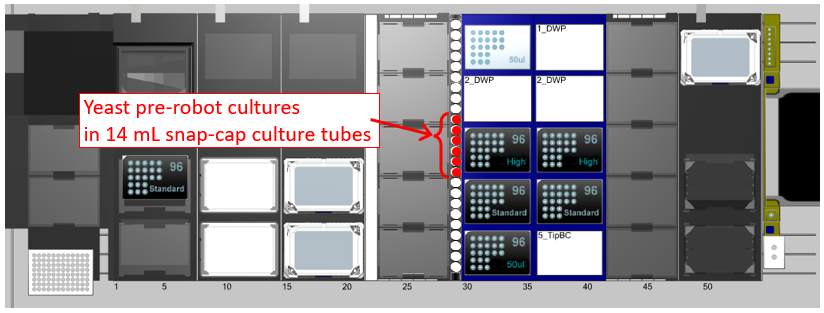 50ul
1_DWP
2_DWP
2_DWP
Yeast pre-robot cultures
in 14 mL snap-cap culture tubes
96
High
96
High
96
Standard
96
Standard
96
Standard
96
50ul
5_TipBC
1
5
10
15
20
25
30
35
40
45
50